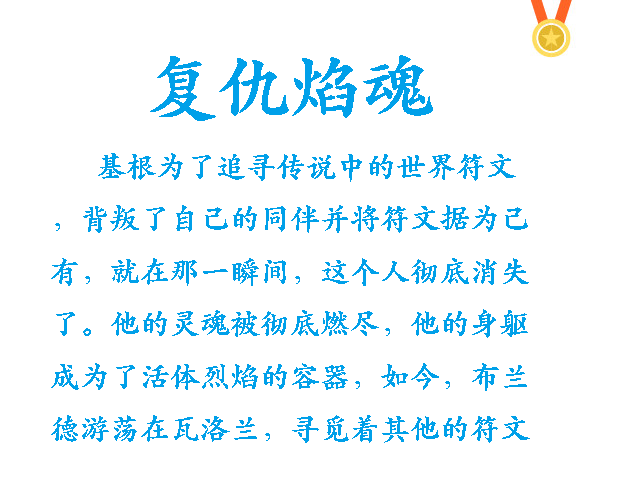 复仇焰魂
基根为了追寻传说中的世界符文
，背叛了自己的同伴并将符文据为己
有，就在那一瞬间，这个人彻底消失
了。他的灵魂被彻底燃尽，他的身躯
成为了活体烈焰的容器，如今，布兰
德游荡在瓦洛兰，寻觅着其他的符文